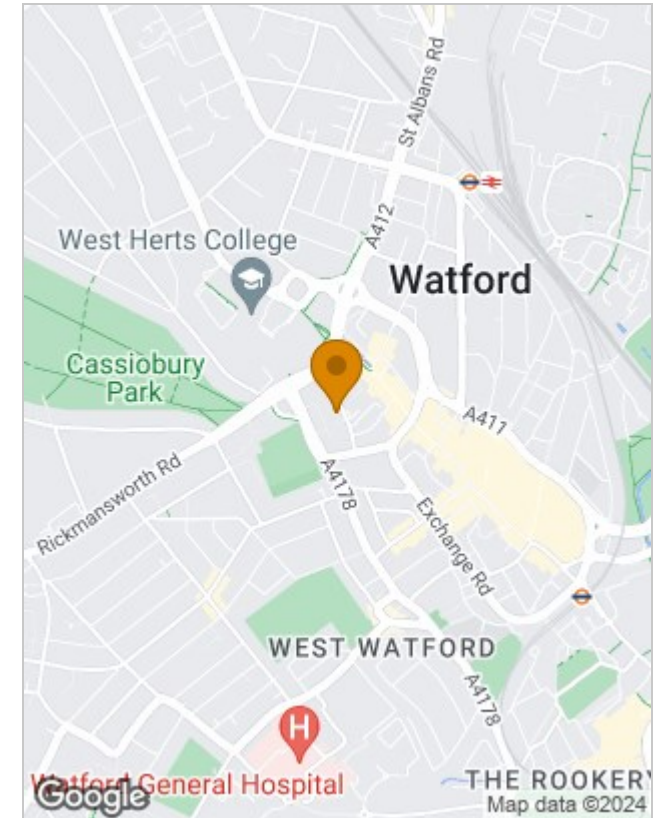 St Albans Rd
A412
West Herts College
Watford
Cassiobury
Park
A411
Rickmansworth Rd
A4178
Exchange Rd
WEST WATFORD
A4178
H
Watford General Hospital
THE ROOKERY
Google
Map data ©2024